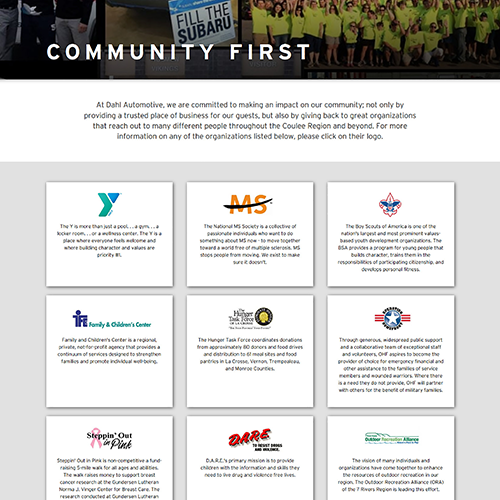 FILL THE
SUBARU
COMMUNITY FIRST
At Dahl Automotive, we are committed to making an impact on our community; not only by
providing a trusted place of business for our guests, but also by giving back to great organizations
that reach out to many different people throughout the Coulee Region and beyond. For more
information on any of the organizations listed below, please click on their logo.
The Y is more than just a pool, . . . a gym, . . . a
locker room, . . . or a wellness center. The Y is a
place where everyone feels welcome and
where building character and values are
priority #1.
MS
The National MS Society is a collective of
passionate individuals who want to do
something about MS now - to move together
toward a world free of multiple sclerosis. MS
stops people from moving. We exist to make
sure it doesn't.
The Boy Scouts of America is one of the
nation's largest and most prominent values-
based youth development organizations. The
BSA provides a program for young people that
builds character, trains them in the
responsibilities of participating citizenship, and
develops personal fitness.
Family & Children's Center
Family and Children's Center is a regional,
private, not-for-profit agency that provides a
continuum of services designed to strengthen
families and promote individual well-being.
The
Hunger
Task Force
OF LA CROSSE
The Hunger Task Force coordinates donations
from approximately 80 donors and food drives
and distribution to 61 meal sites and food
pantries in La Crosse, Vernon, Trempealeau,
and Monroe Counties.
Through generous, widespread public support
and a collaborative team of exceptional staff
and volunteers, OHF aspires to become the
provider of choice for emergency financial and
other assistance to the families of service
members and wounded warriors. Where there
is a need they do not provide, OHF will partner
with others for the benefit of military families.
Steppin' Out
in Pink
Steppin' Out in Pink is non-competitive a fund-
raising 5-mile walk for all ages and abilities.
The walk raises money to support breast
cancer research at the Gundersen Lutheran
Norma J. Vinger Center for Breast Care. The
research conducted at Gundersen Lutheran
D.A.R.E.
TO RESIST DRUGS
AND VIOLENCE.
D.A.R.E.'s primary mission is to provide
children with the information and skills they
need to live drug and violence free lives.
Outdoor Recreation Alliance
The vision of many individuals and
organizations have come together to enhance
the resources of outdoor recreation in our
region. The Outdoor Recreation Alliance (ORA)
of the 7 Rivers Region is leading this effort.